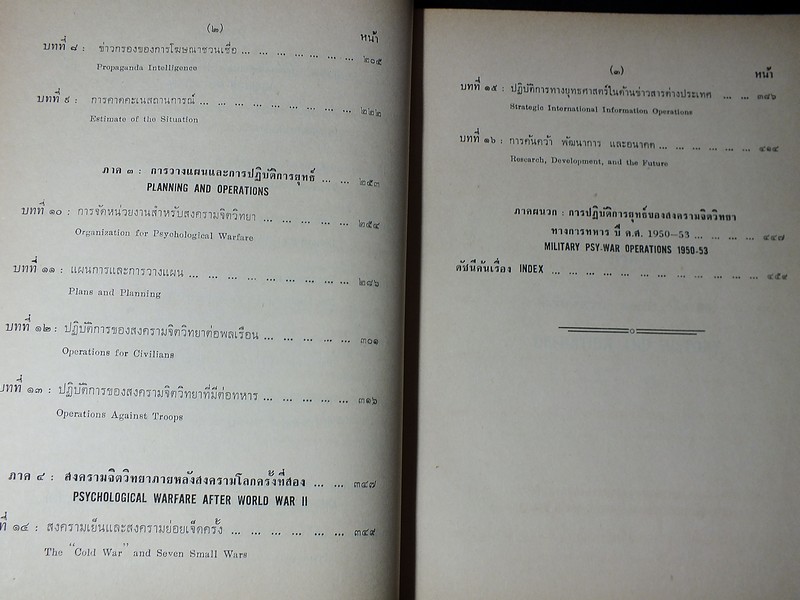 (๒)
หน้า
บทที่ ๘ : ข่าวกรองของการโฆษณาชวนเชื่อ ... ... ... ... ... ... ๒๐๕
Propaganda Intelligence
บทที่ ๙ : การคาดคะเนสถานการณ์ ... ... ... ... ... ... ... ๒๒๒
Estimate of the Situation
ภาค ๓ : การวางแผนและการปฏิบัติการยุทธ์ ... ... ... ๒๕๓
PLANNING AND OPERATIONS
บทที่ ๑๐ : การจัดหน่วยงานสำหรับสงครามจิตวิทยา ... ... ... ... ... ๒๕๔
Organization for Psychological Warfare
บทที่ ๑๑ : แผนการและการวางแผน ... ... ... ... ... ... ... ๒๘๖
Plans and Planning
บทที่ ๑๒ : ปฏิบัติการของสงครามจิตวิทยาต่อพลเรือน ... ... ... ... ... ๓๐๑
Operations for Civilians
บทที่ ๑๓ : ปฏิบัติการของสงครามจิตวิทยาที่มีต่อทหาร ... ... ... ... ... ๓๑๖
Operations Against Troops
ภาค ๔ : สงครามจิตวิทยาภายหลังสงครามโลกครั้งที่สอง ... ... ๓๔๗
PSYCHOLOGICAL WARFARE AFTER WORLD WAR II
ที่ ๑๔ : สงครามเย็นและสงครามย่อยเจ็ดครั้ง ... ... ... ... ... ... ๓๔๙
The "Cold War" and Seven Small Wars
(๓)
หน้า
บทที่ ๑๕ : ปฏิบัติการทางยุทธศาสตร์ในด้านข่าวสารต่างประเทศ ... ... ๓๘๖
Strategic International Information Operations
บทที่ ๑๖ : การค้นคว้า พัฒนาการ และอนาคต ... ... ... ... ... ... ๔๑๔
Research, Development, and the Future
ภาคผนวก : การปฏิบัติการยุทธ์ของสงครามจิตวิทยา
ทางการทหาร ปี ค.ศ. 1950-53 ... ... ... ... ๔๔๗
MILITARY PSY-WAR OPERATIONS 1950-53
ดัชนีค้นเรื่อง INDEX ... ... ... ... ... ... ... ... ... ... ... ๔๕๙